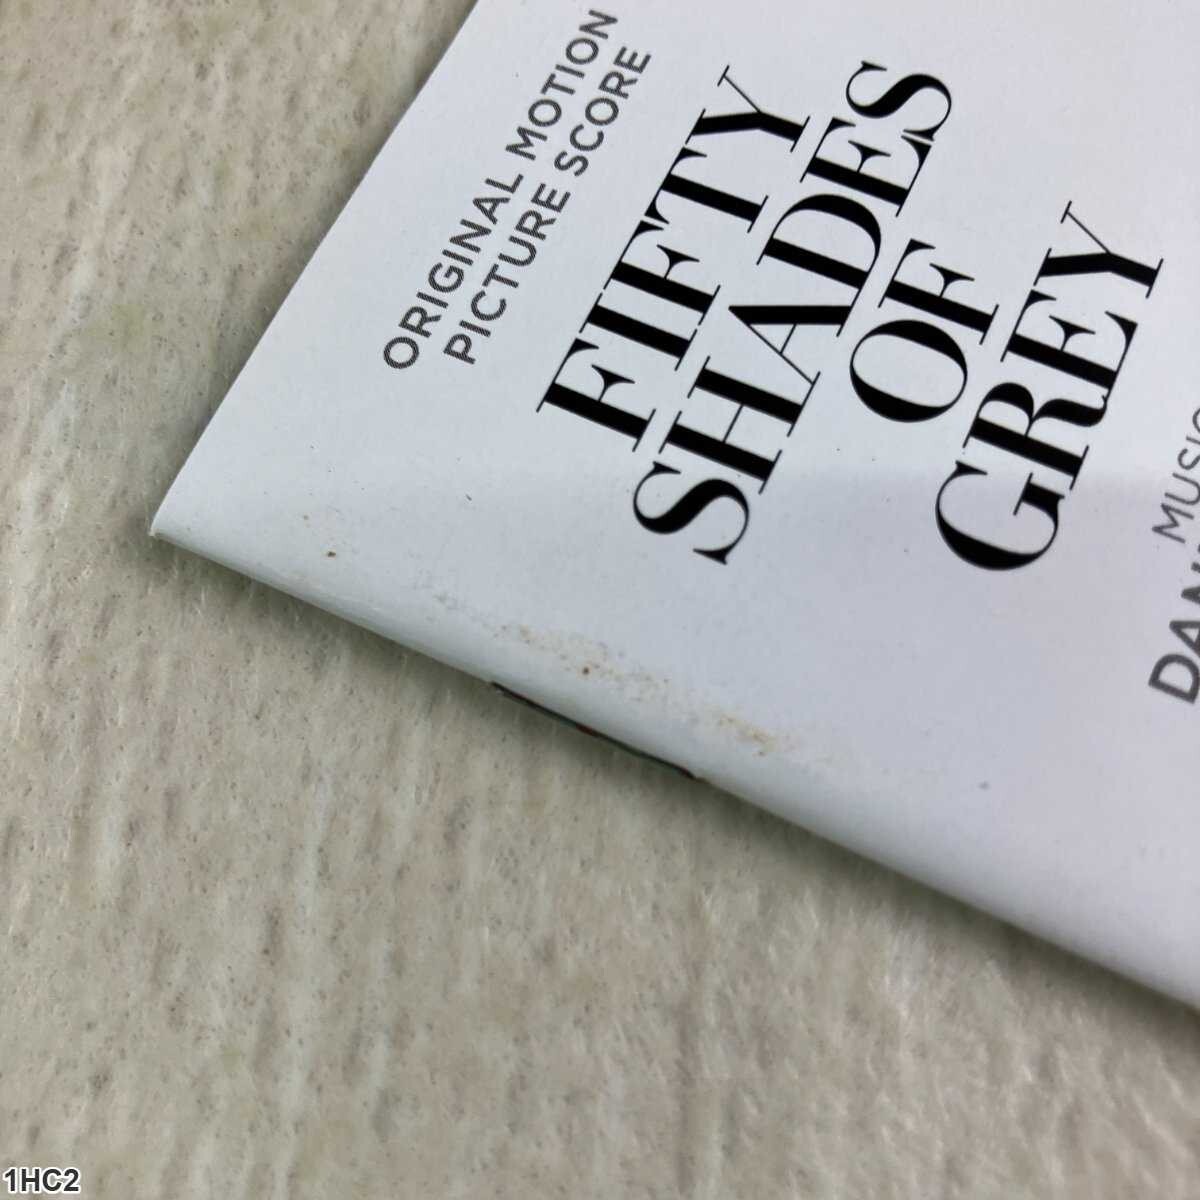 ORIGINAL MOTION
PICTURE SCORE
FIFTY
SHADES
OF
GREY
1HC2